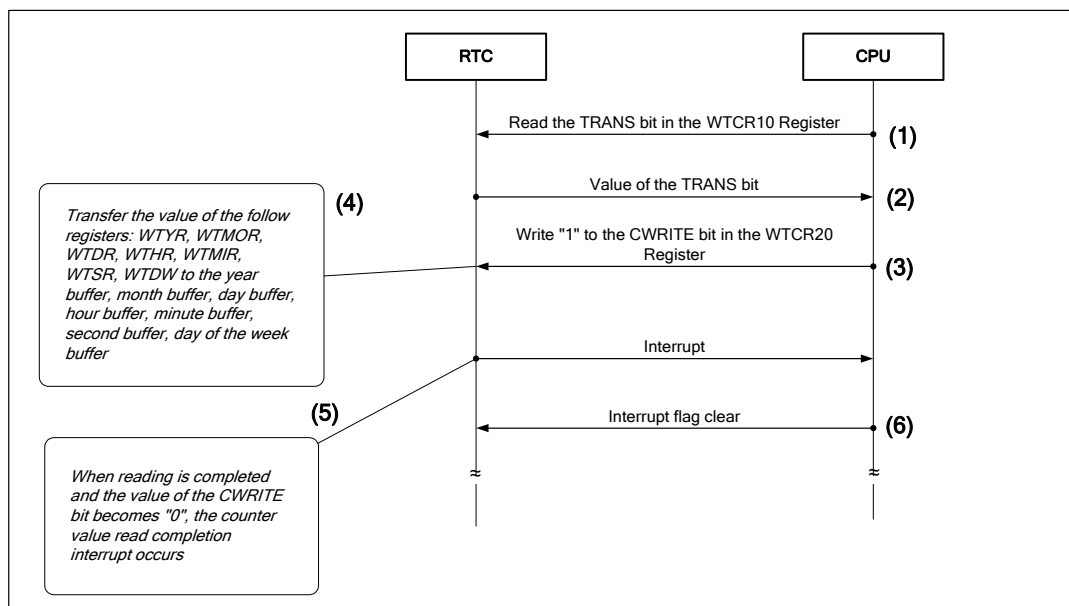 RTC
CPU
Read the TRANS bit in the WTCR10 Register
(1)
Value of the TRANS bit
(2)
(4)
Transfer the value of the follow
registers: WTYR, WTMOR,
WTDR, WTHR, WTMIR,
WTSR, WTDW to the year
buffer, month buffer, day buffer,
hour buffer, minute buffer,
second buffer, day of the week
buffer
Write "1" to the CWRITE bit in the WTCR20
Register
(3)
Interrupt
(5)
Interrupt flag clear
(6)
When reading is completed
and the value of the CWRITE
bit becomes "0", the counter
value read completion
interrupt occurs